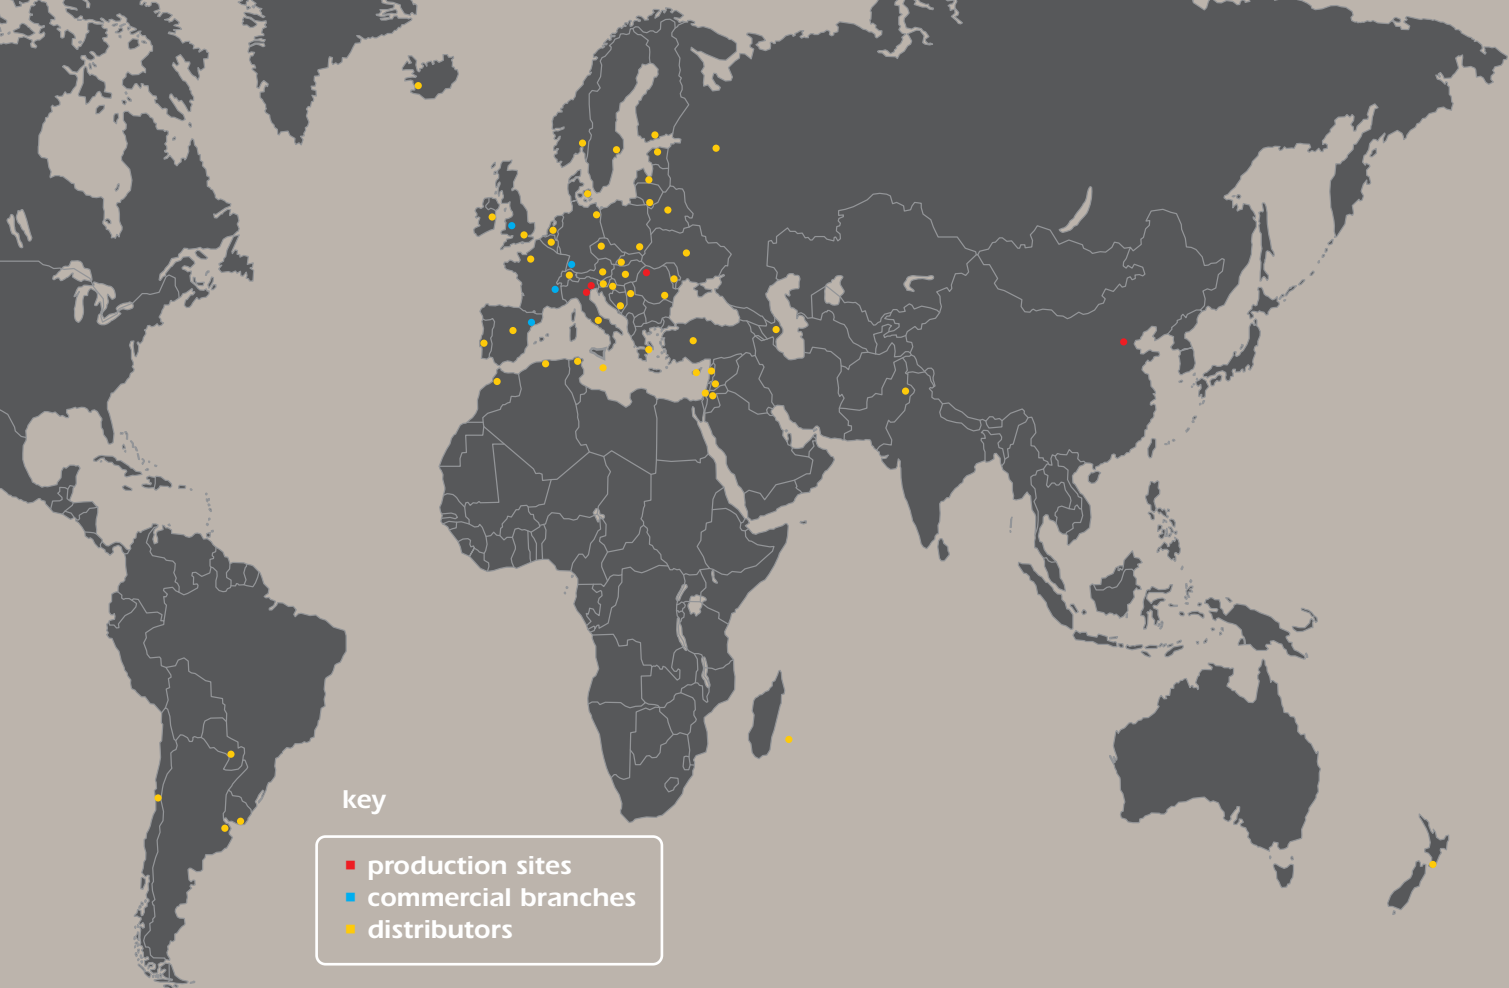 key
production sites
commercial branches
distributors